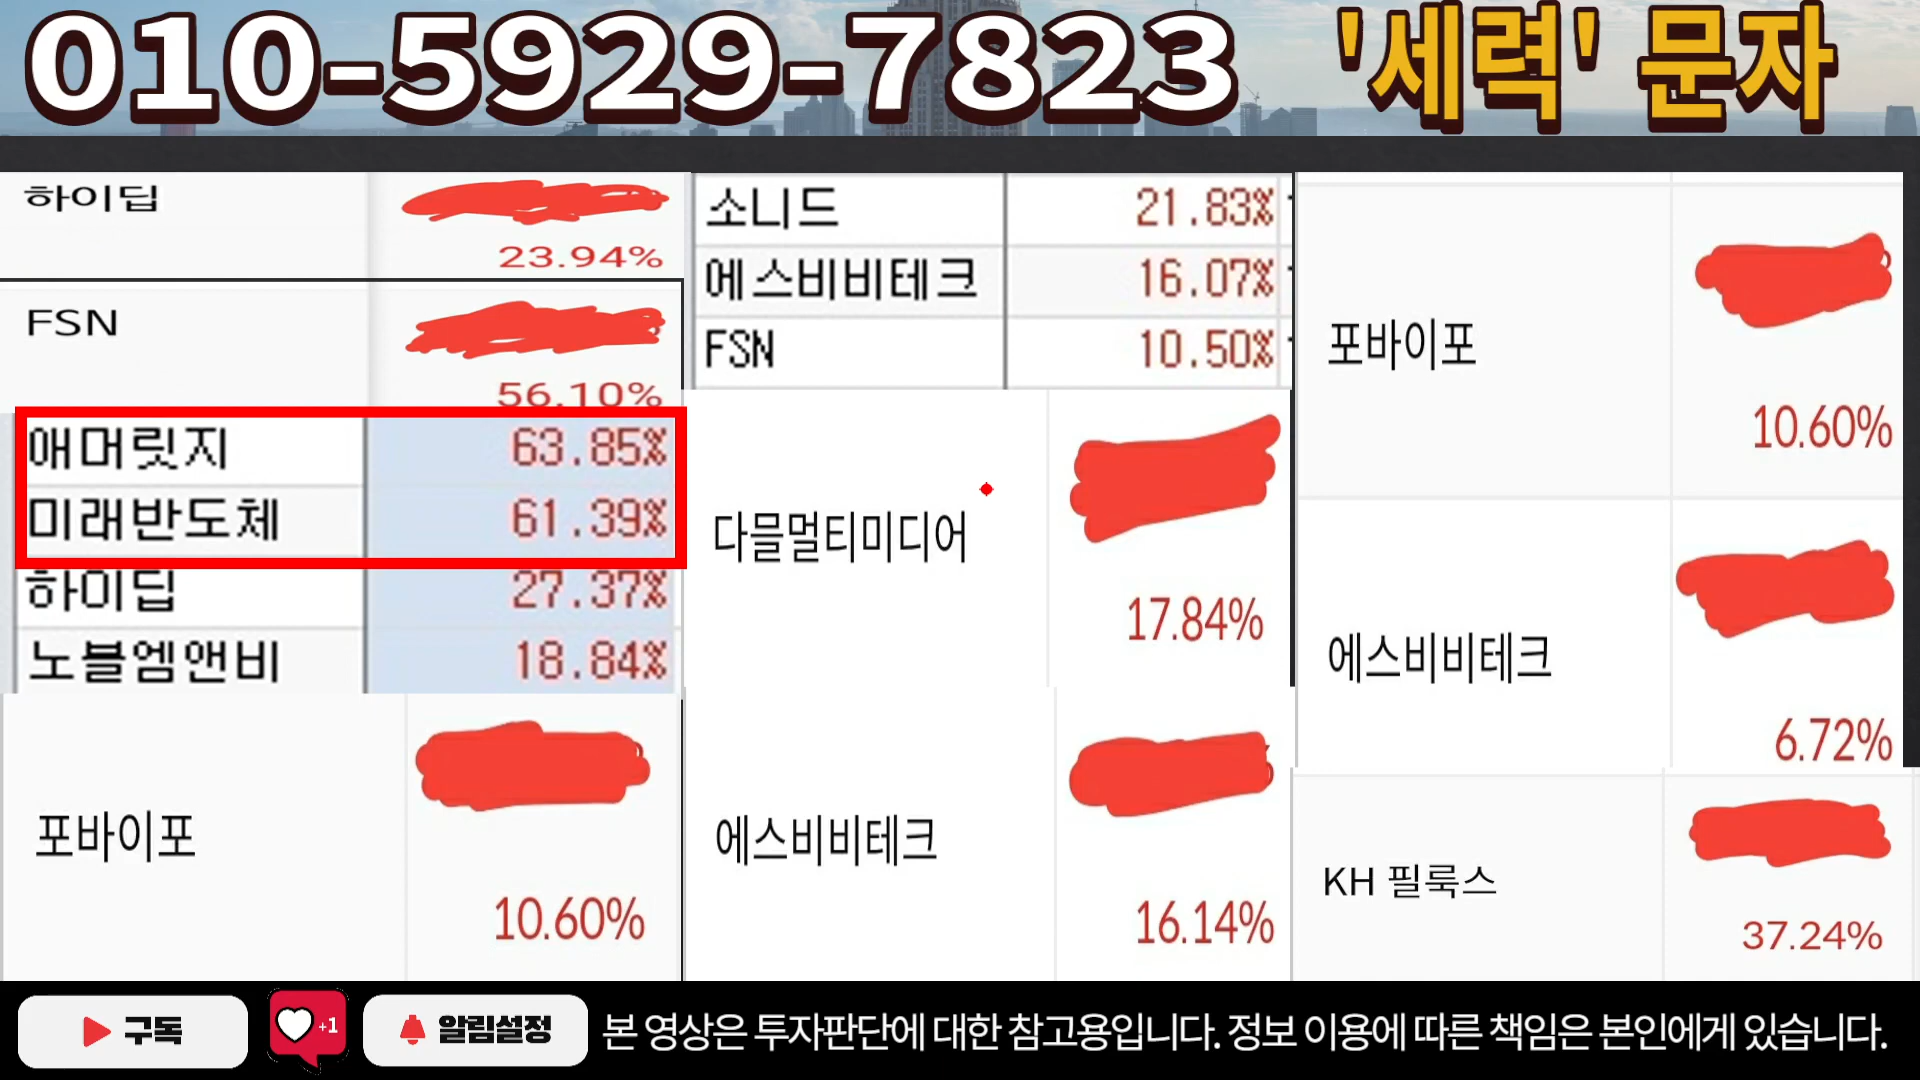 010-5929-7823 '세력' 문자
하이딥
23.94%
FSN
56.10%
애머릿지 63.85%
미래반도체 61.39%
하이딥 27.37%
노블엠앤비 18.84%
포바이포
10.60%
소니드 21.83%
에스비비테크 16.07%
FSN 10.50%
다믈멀티미디어
17.84%
에스비비테크
16.14%
포바이포
10.60%
에스비비테크
6.72%
KH 필룩스
37.24%
구독 +1 알림설정 본 영상은 투자판단에 대한 참고용입니다. 정보 이용에 따른 책임은 본인에게 있습니다.